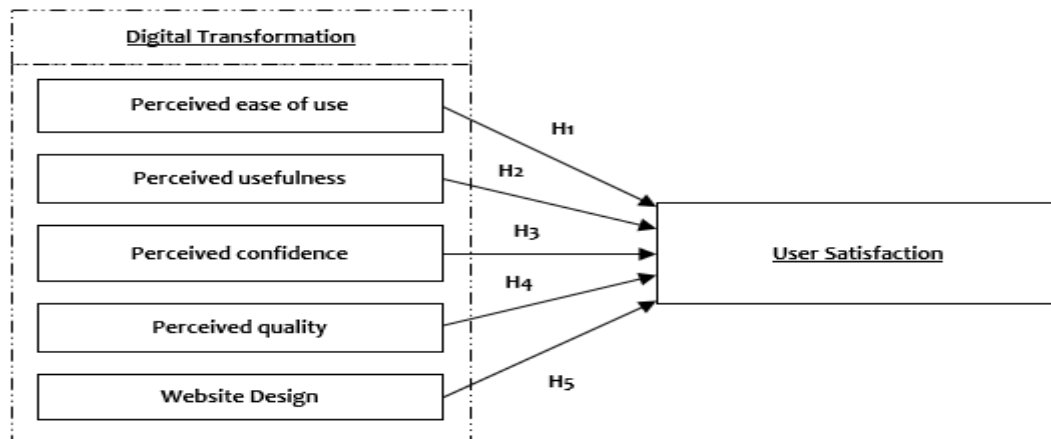 Digital Transformation
Perceived ease of use
H1
Perceived usefulness
H2
Perceived confidence
H3
User Satisfaction
Perceived quality
H4
Website Design
H5